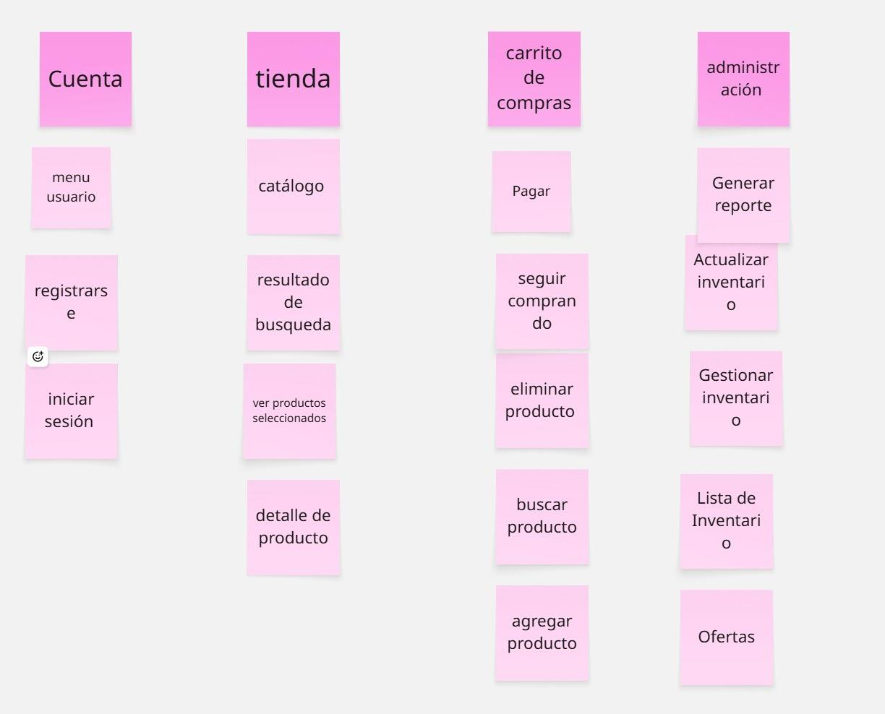 Cuenta
menu
usuario
registrars
e
iniciar
sesión
tienda
catálogo
resultado
de
busqueda
ver productos
seleccionados
detalle de
producto
carrito
de
compras
Pagar
seguir
compran
do
eliminar
producto
buscar
producto
agregar
producto
administr
ación
Generar
reporte
Actualizar
inventari
o
Gestionar
inventari
o
Lista de
Inventari
o
Ofertas